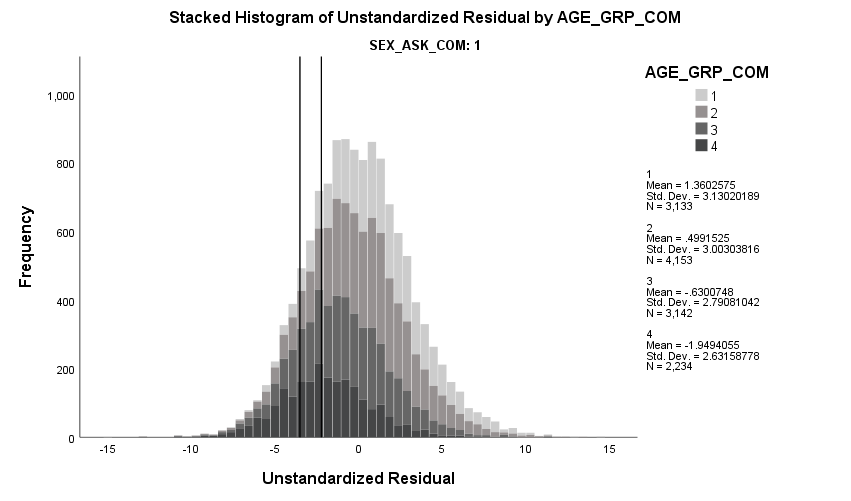 Stacked Histogram of Unstandardized Residual by AGE_GRP_COM
SEX_ASK_COM: 1
AGE_GRP_COM
1
2
3
4
1
Mean = 1.3602575
Std. Dev. = 3.13020189
N = 3,133
2
Mean = .4991525
Std. Dev. = 3.00303816
N = 4,153
3
Mean = -.6300748
Std. Dev. = 2.79081042
N = 3,142
4
Mean = -1.9494055
Std. Dev. = 2.63158778
N = 2,234
Frequency
1,000
800
600
400
200
0
-15 -10 -5 0 5 10 15
Unstandardized Residual